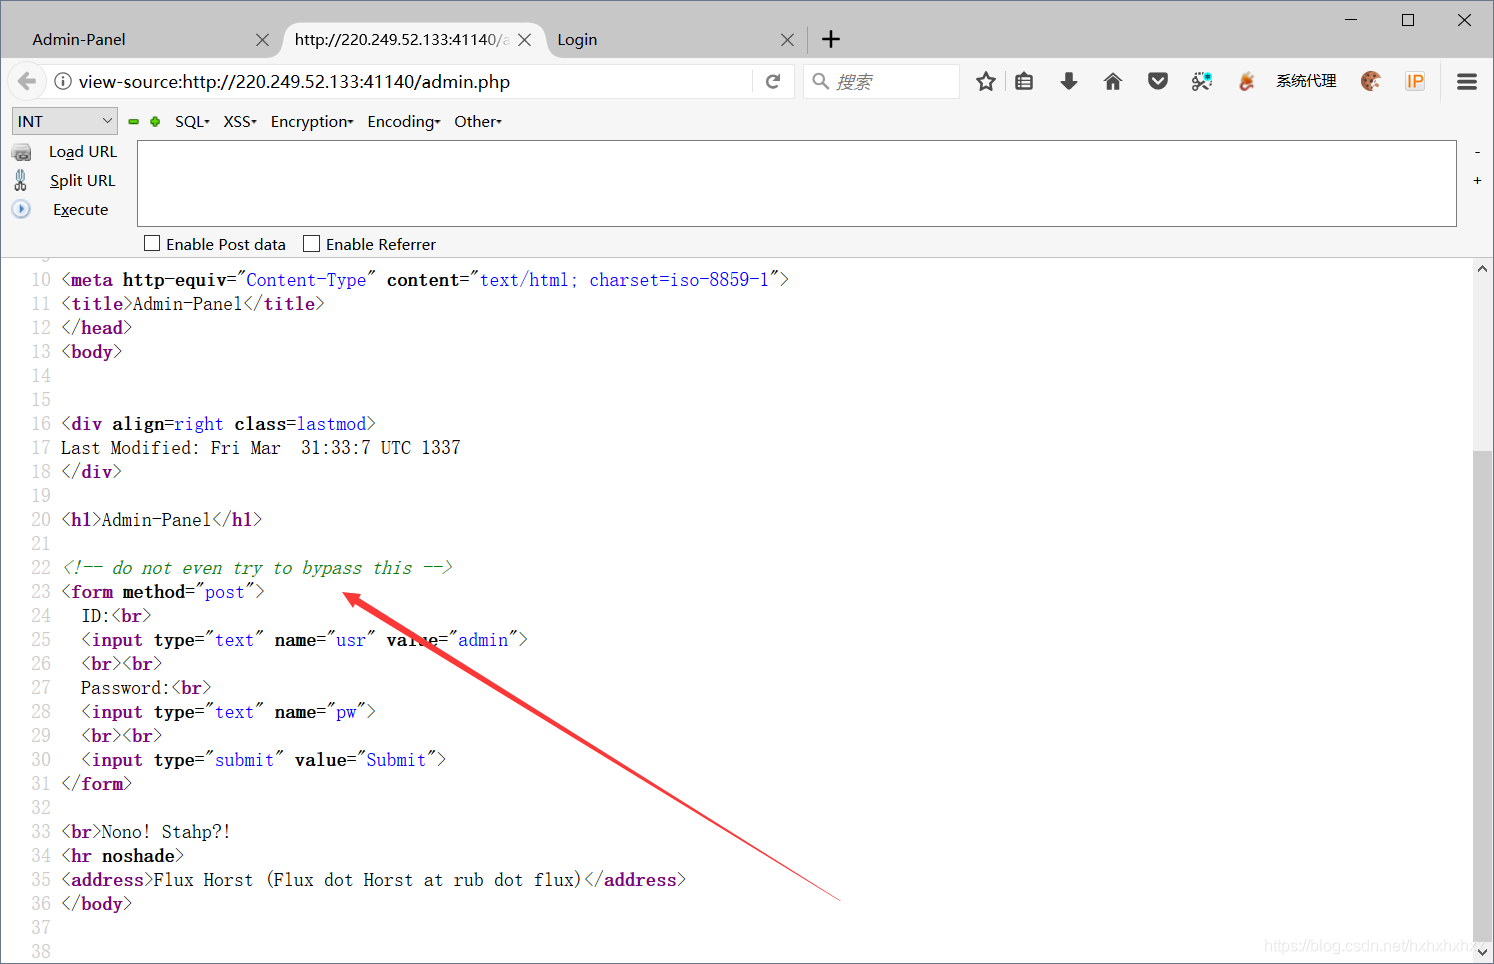 Admin-Panel
http://220.249.52.133:41140/a
Login
view-source:http://220.249.52.133:41140/admin.php
搜索
系统代理
IP
INT
SQL
XSS
Encryption
Encoding
Other
Load URL
Split URL
Execute
-
+
Enable Post data
Enable Referrer
9
10 <meta http-equiv="Content-Type" content="text/html; charset=iso-8859-1">
11 <title>Admin-Panel</title>
12 </head>
13 <body>
14
15
16 <div align=right class=lastmod>
17 Last Modified: Fri Mar  31:33:7 UTC 1337
18 </div>
19
20 <h1>Admin-Panel</h1>
21
22 <!-- do not even try to bypass this -->
23 <form method="post">
24   ID:<br>
25   <input type="text" name="usr" value="admin">
26   <br><br>
27   Password:<br>
28   <input type="text" name="pw">
29   <br><br>
30   <input type="submit" value="Submit">
31 </form>
32
33 <br>Nono! Stahp?!
34 <hr noshade>
35 <address>Flux Horst (Flux dot Horst at rub dot flux)</address>
36 </body>
37
38